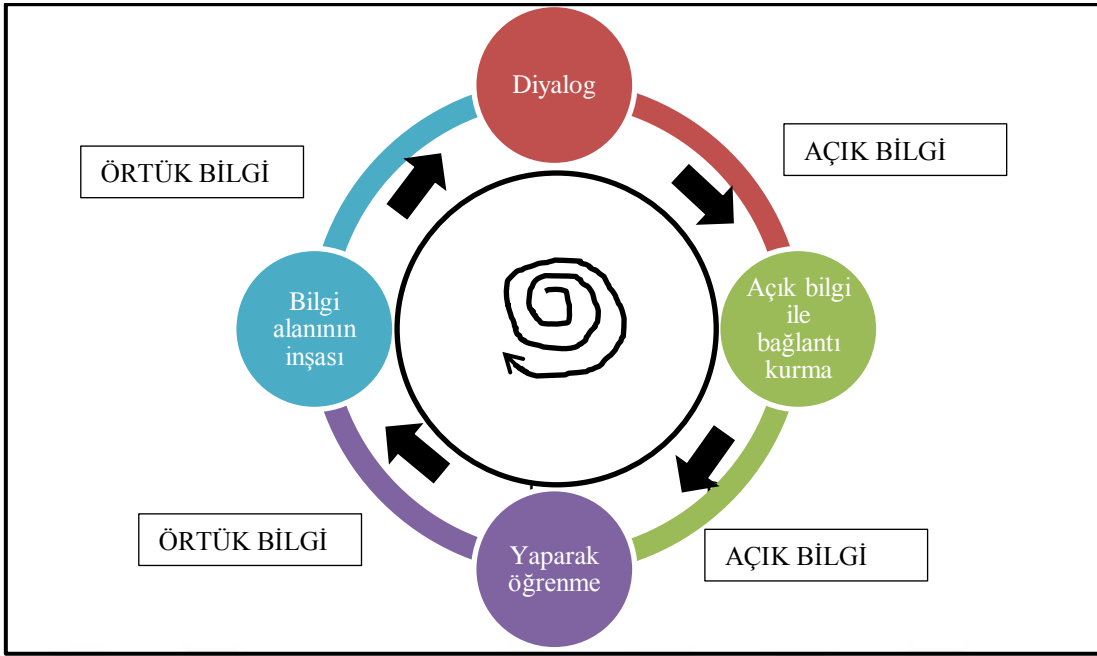 Diyalog
ÖRTÜK BİLGİ
AÇIK BİLGİ
Bilgi
alanının
inşası
Açık bilgi
ile
bağlantı
kurma
ÖRTÜK BİLGİ
Yaparak
öğrenme
AÇIK BİLGİ